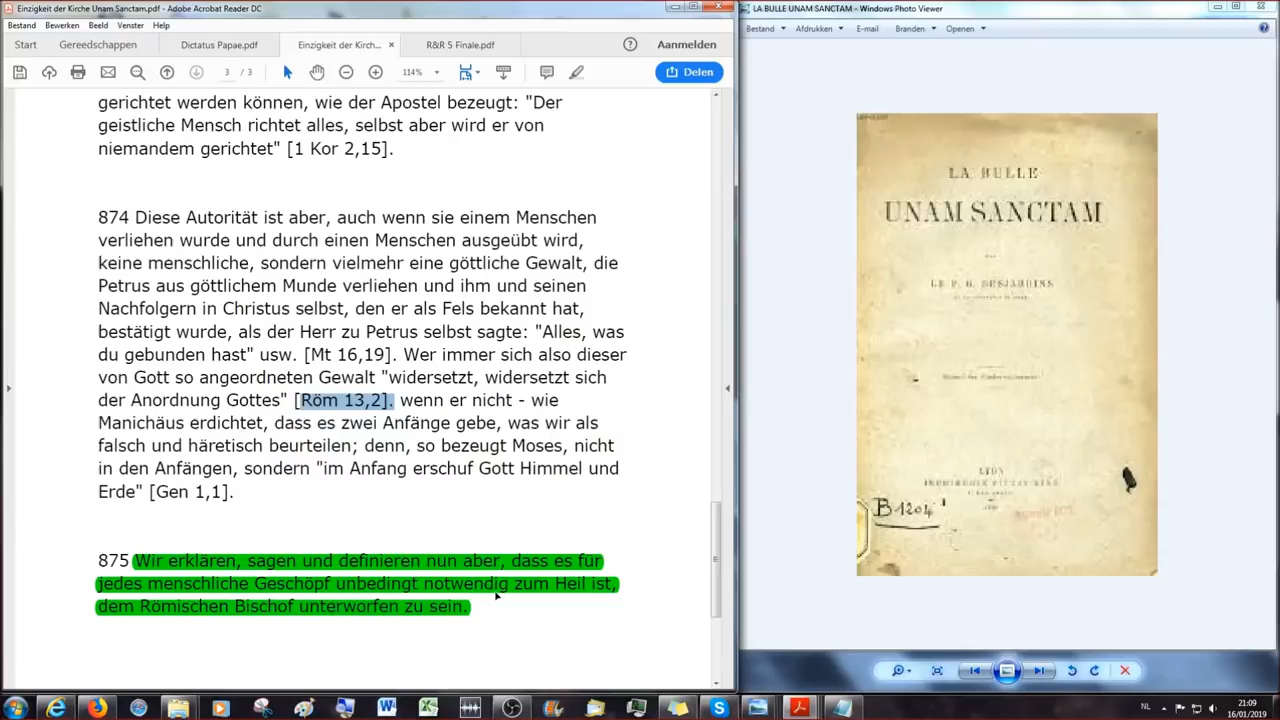 Einzigkeit der Kirche Unam Sanctam.pdf - Adobe Acrobat Reader DC
Bestand Bewerken Beeld Venster Help
Start Gereedschappen Dictatus Papae.pdf Einzigkeit der Kirch... × R&R 5 Finale.pdf Aanmelden
3 / 3 114% Delen
gerichtet werden können, wie der Apostel bezeugt: "Der
geistliche Mensch richtet alles, selbst aber wird er von
niemandem gerichtet" [1 Kor 2,15].
874 Diese Autorität ist aber, auch wenn sie einem Menschen
verliehen wurde und durch einen Menschen ausgeübt wird,
keine menschliche, sondern vielmehr eine göttliche Gewalt, die
Petrus aus göttlichem Munde verliehen und ihm und seinen
Nachfolgern in Christus selbst, den er als Fels bekannt hat,
bestätigt wurde, als der Herr zu Petrus selbst sagte: "Alles, was
du gebunden hast" usw. [Mt 16,19]. Wer immer sich also dieser
von Gott so angeordneten Gewalt "widersetzt, widersetzt sich
der Anordnung Gottes" [Röm 13,2]. wenn er nicht - wie
Manichäus erdichtet, dass es zwei Anfänge gebe, was wir als
falsch und häretisch beurteilen; denn, so bezeugt Moses, nicht
in den Anfängen, sondern "im Anfang erschuf Gott Himmel und
Erde" [Gen 1,1].
875 Wir erklären, sagen und definieren nun aber, dass es für
jedes menschliche Geschöpf unbedingt notwendig zum Heil ist,
dem Römischen Bischof unterworfen zu sein.
LA BULLE UNAM SANCTAM - Windows Photo Viewer
Bestand Afdrukken E-mail Branden Openen
LA BULLE
UNAM SANCTAM
LE P. H. DESJARDINS
LYON
B 1204
NL 21:09
16/01/2019